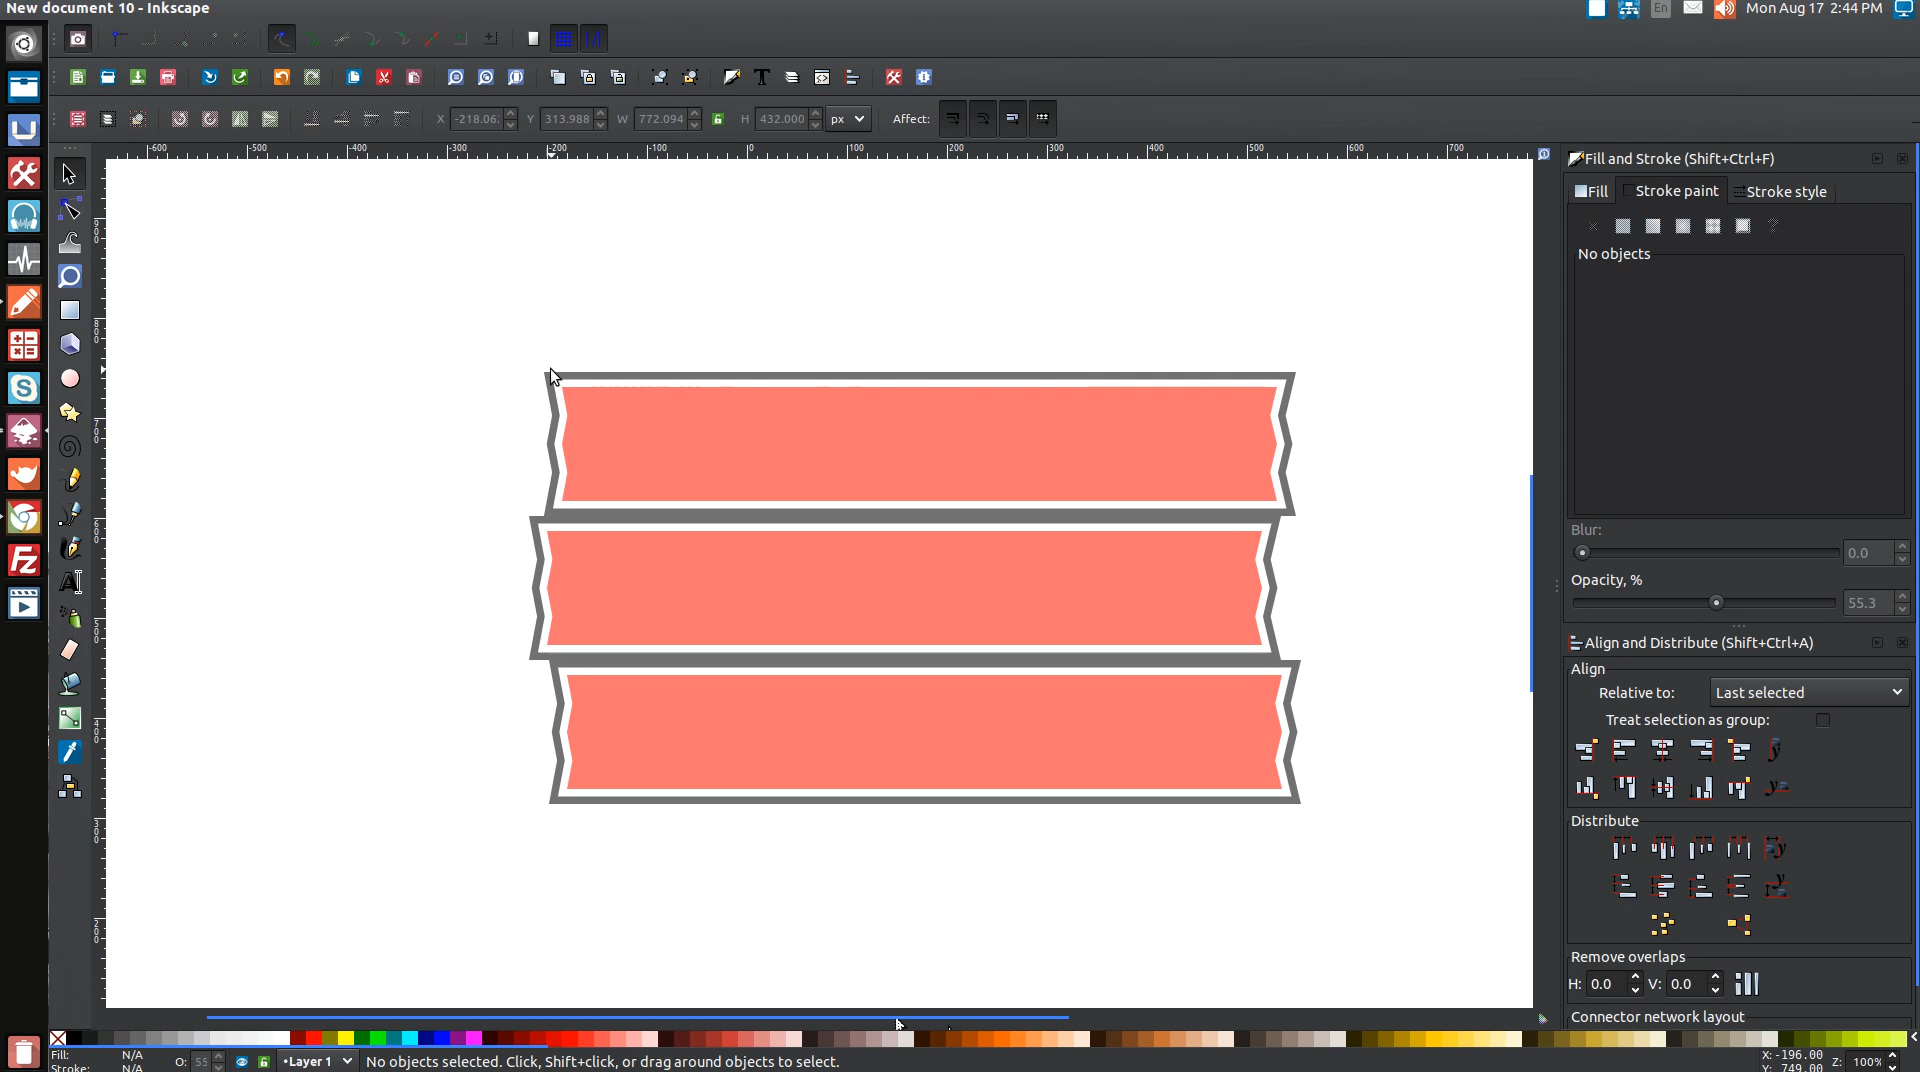 New document 10 - Inkscape
En
Mon Aug 17 2:44 PM
X -218.06
Y 313.988
W 772.094
H 432.000
px
Affect:
-600 -500 -400 -300 -200 -100 0 100 200 300 400 500 600 700
Fill and Stroke (Shift+Ctrl+F)
Fill
Stroke paint
Stroke style
No objects
Blur:
0.0
Opacity, %
55.3
Align and Distribute (Shift+Ctrl+A)
Align
Relative to: Last selected
Treat selection as group:
Distribute
Remove overlaps
H: 0.0 V: 0.0
Connector network layout
Fill: N/A
Stroke: N/A
O: 55
•Layer 1
No objects selected. Click, Shift+click, or drag around objects to select.
X: -196.00
Y: 749.00
Z: 100%